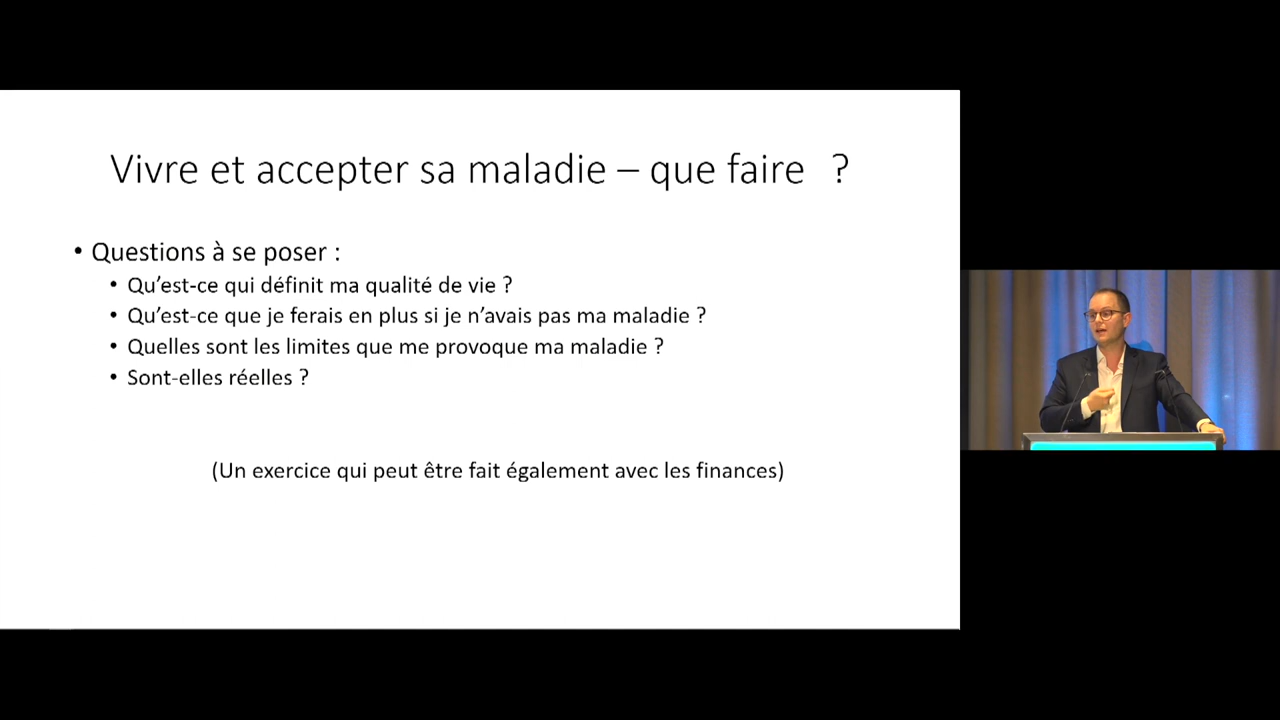 Vivre et accepter sa maladie – que faire ?
• Questions à se poser :
• Qu’est-ce qui définit ma qualité de vie ?
• Qu’est-ce que je ferais en plus si je n’avais pas ma maladie ?
• Quelles sont les limites que me provoque ma maladie ?
• Sont-elles réelles ?
(Un exercice qui peut être fait également avec les finances)